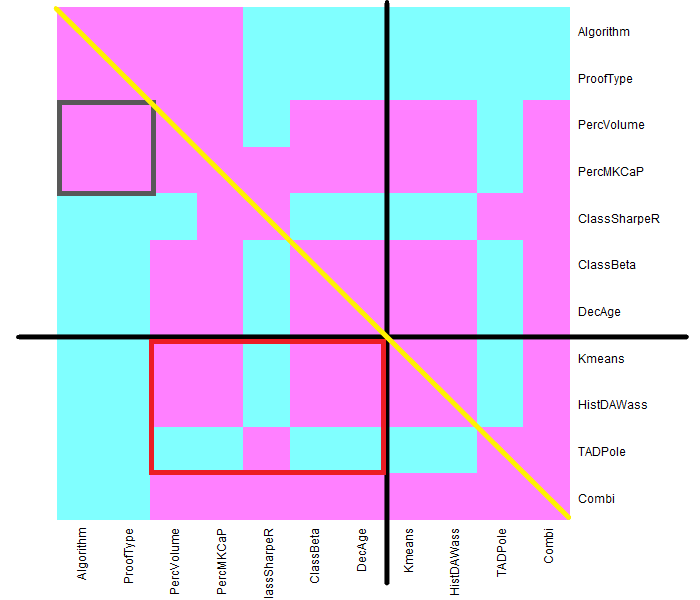 Algorithm
ProofType
PercVolume
PercMKCaP
ClassSharpeR
ClassBeta
DecAge
Kmeans
HistDAWass
TADPole
Combi
Algorithm
ProofType
PercVolume
PercMKCaP
lassSharpeR
ClassBeta
DecAge
Kmeans
HistDAWass
TADPole
Combi